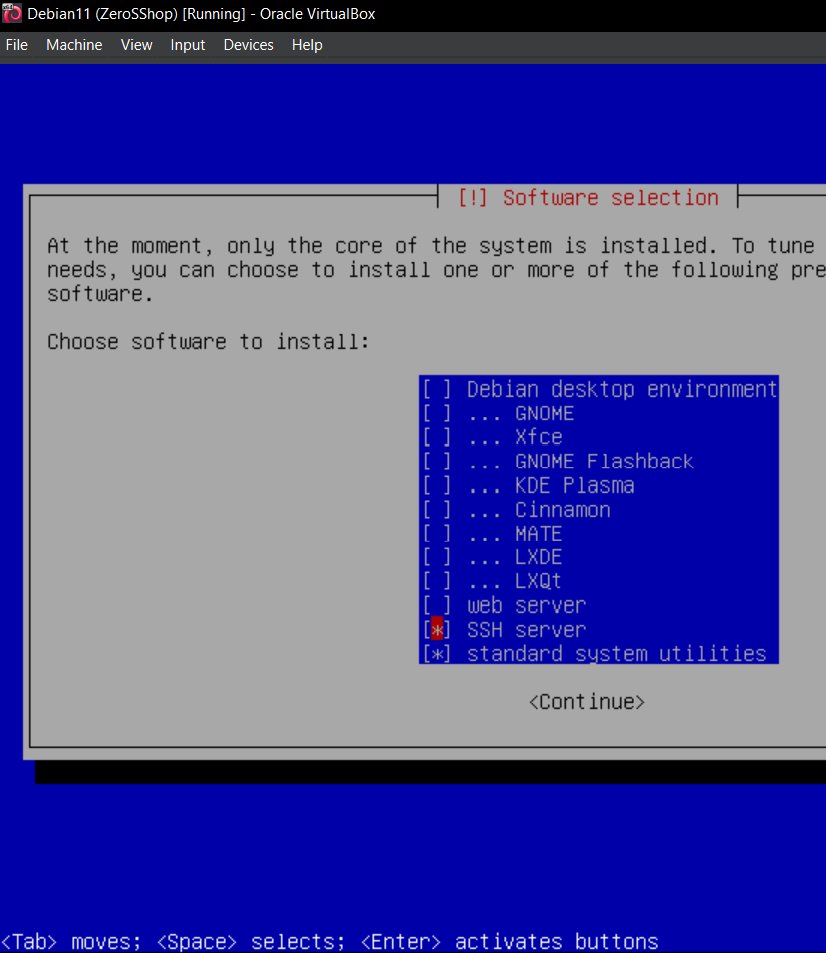 Debian11 (ZeroSShop) [Running] - Oracle VirtualBox
File Machine View Input Devices Help
[!] Software selection
At the moment, only the core of the system is installed. To tune
needs, you can choose to install one or more of the following pre
software.
Choose software to install:
[ ] Debian desktop environment
[ ] ... GNOME
[ ] ... Xfce
[ ] ... GNOME Flashback
[ ] ... KDE Plasma
[ ] ... Cinnamon
[ ] ... MATE
[ ] ... LXDE
[ ] ... LXQt
[ ] web server
[*] SSH server
[*] standard system utilities
<Continue>
<Tab> moves; <Space> selects; <Enter> activates buttons